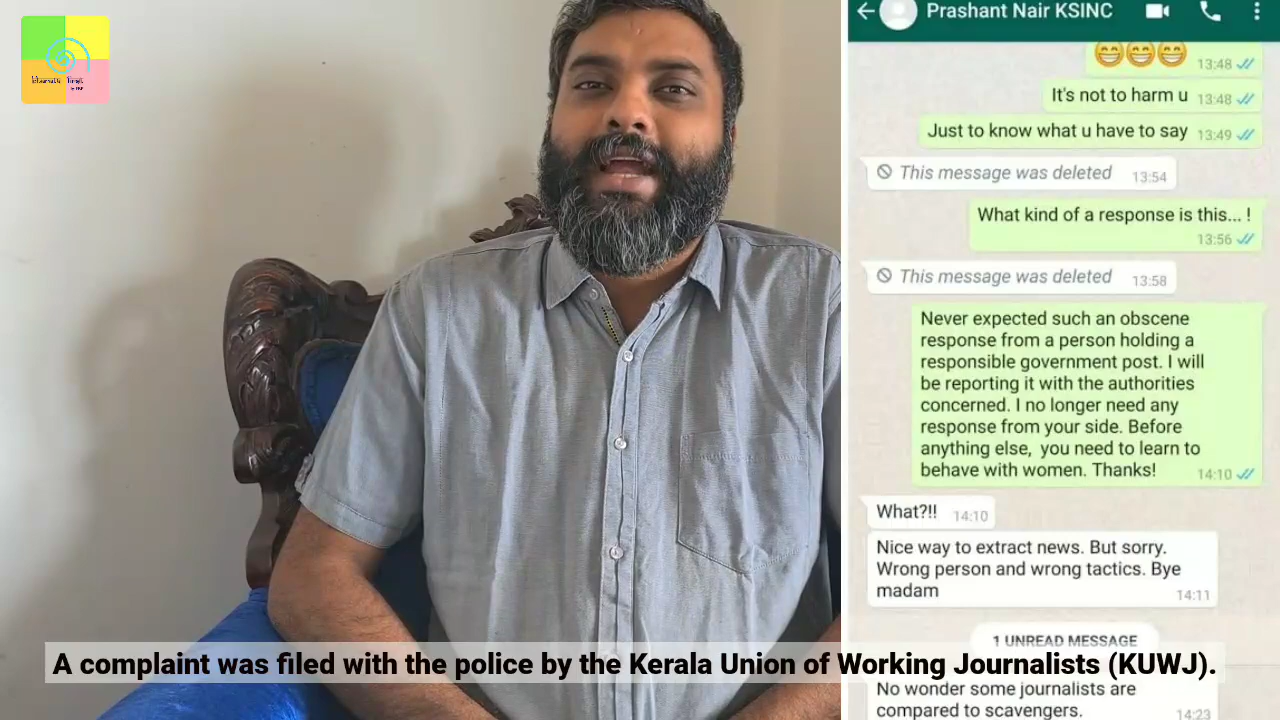 bharath first
Prashant Nair KSINC
13:48
It's not to harm u 13:48
Just to know what u have to say 13:49
This message was deleted 13:54
What kind of a response is this... !
13:56
This message was deleted 13:58
Never expected such an obscene
response from a person holding a
responsible government post. I will
be reporting it with the authorities
concerned. I no longer need any
response from your side. Before
anything else, you need to learn to
behave with women. Thanks! 14:10
What?!! 14:10
Nice way to extract news. But sorry.
Wrong person and wrong tactics. Bye
madam 14:11
1 UNREAD MESSAGE
A complaint was filed with the police by the Kerala Union of Working Journalists (KUWJ).
No wonder some journalists are
compared to scavengers. 14:23